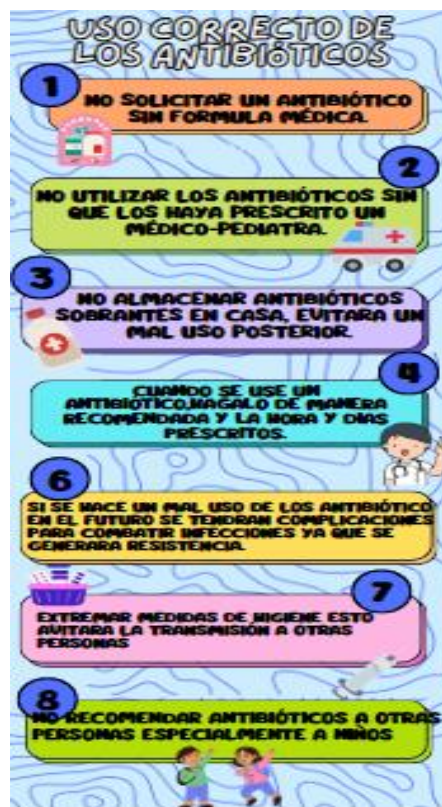 USO CORRECTO DE
LOS ANTIBIÓTICOS
1
NO SOLICITAR UN ANTIBIÓTICO
SIN FORMULA MÉDICA.
2
NO UTILIZAR LOS ANTIBIÓTICOS SIN
QUE LOS HAYA PRESCRITO UN
MÉDICO-PEDIATRA.
3
NO ALMACENAR ANTIBIÓTICOS
SOBRANTES EN CASA, EVITARA UN
MAL USO POSTERIOR.
4
CUANDO SE USE UN
ANTIBIÓTICO,HAGALO DE MANERA
RECOMENDADA Y LA HORA Y DIAS
PRESCRITOS.
6
SI SE HACE UN MAL USO DE LOS ANTIBIÓTICO
EN EL FUTURO SE TENDRAN COMPLICACIONES
PARA COMBATIR INFECCIONES YA QUE SE
GENERARA RESISTENCIA.
7
EXTREMAR MEDIDAS DE HIGIENE ESTO
AVITARA LA TRANSMISIÓN A OTRAS
PERSONAS
8
NO RECOMENDAR ANTIBIÓTICOS A OTRAS
PERSONAS ESPECIALMENTE A NIÑOS